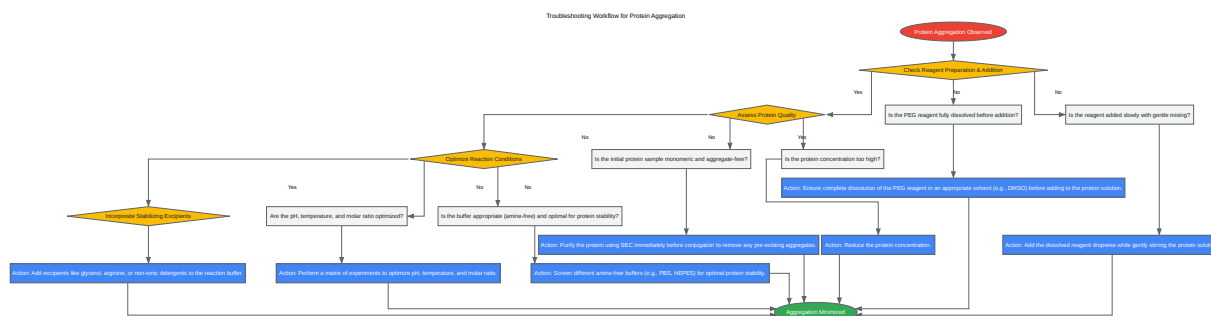 Troubleshooting Workflow for Protein Aggregation
Protein Aggregation Observed
Check Reagent Preparation & Addition
Yes
No
No
Assess Protein Quality
Is the PEG reagent fully dissolved before addition?
Is the reagent added slowly with gentle mixing?
No
No
Yes
Optimize Reaction Conditions
Is the initial protein sample monomeric and aggregate-free?
Is the protein concentration too high?
Yes
No
No
Action: Ensure complete dissolution of the PEG reagent in an appropriate solvent (e.g., DMSO) before adding to the protein solution.
Incorporate Stabilizing Excipients
Are the pH, temperature, and molar ratio optimized?
Is the buffer appropriate (amine-free) and optimal for protein stability?
Action: Purify the protein using SEC immediately before conjugation to remove any pre-existing aggregates.
Action: Reduce the protein concentration.
Action: Add the dissolved reagent dropwise while gently stirring the protein
Action: Add excipients like glycerol, arginine, or non-ionic detergents to the reaction buffer.
Action: Perform a matrix of experiments to optimize pH, temperature, and molar ratio.
Action: Screen different amine-free buffers (e.g., PBS, HEPES) for optimal protein stability.
Aggregation Minimized